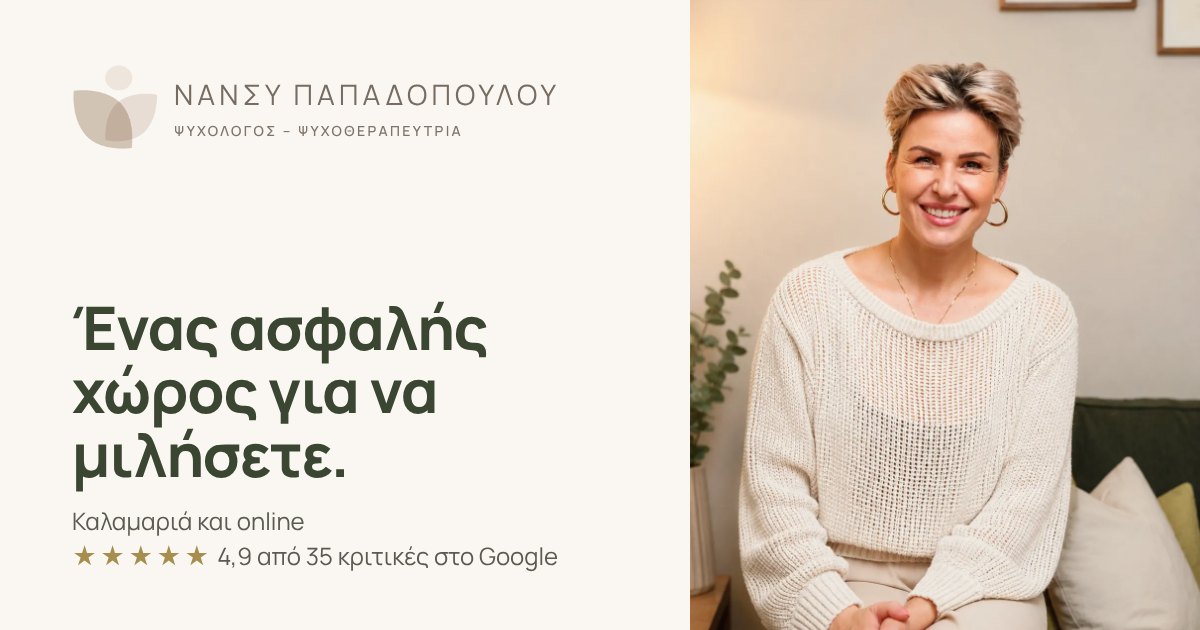 ΝΑΝΣΥ ΠΑΠΑΔΟΠΟΥΛΟΥ
ΨΥΧΟΛΟΓΟΣ – ΨΥΧΟΘΕΡΑΠΕΥΤΡΙΑ
Ένας ασφαλής
χώρος για να
μιλήσετε.
Καλαμαριά και online
★★★★★ 4,9 από 35 κριτικές στο Google